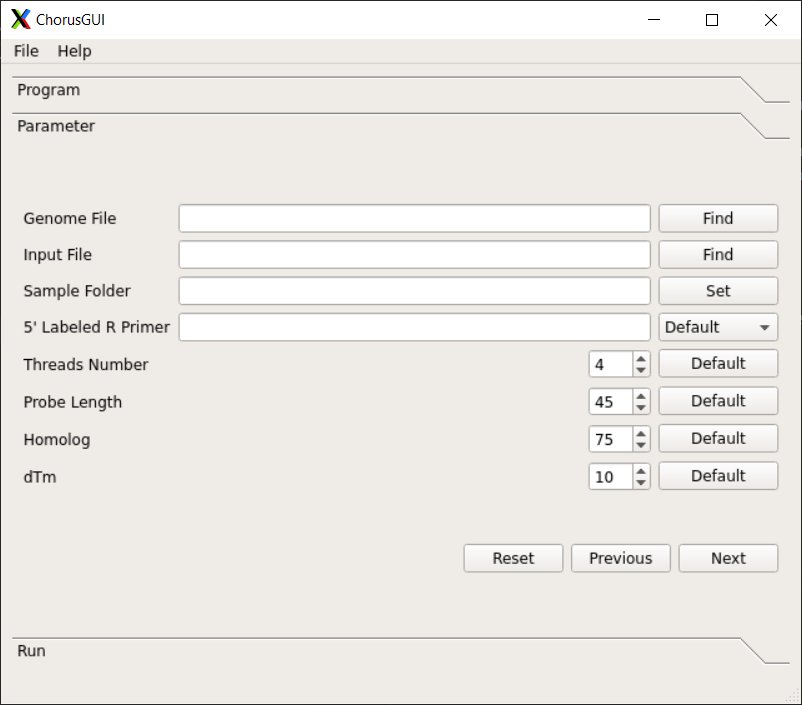 ChorusGUI
File Help
Program
Parameter
Genome File Find
Input File Find
Sample Folder Set
5' Labeled R Primer Default
Threads Number 4 Default
Probe Length 45 Default
Homolog 75 Default
dTm 10 Default
Reset Previous Next
Run